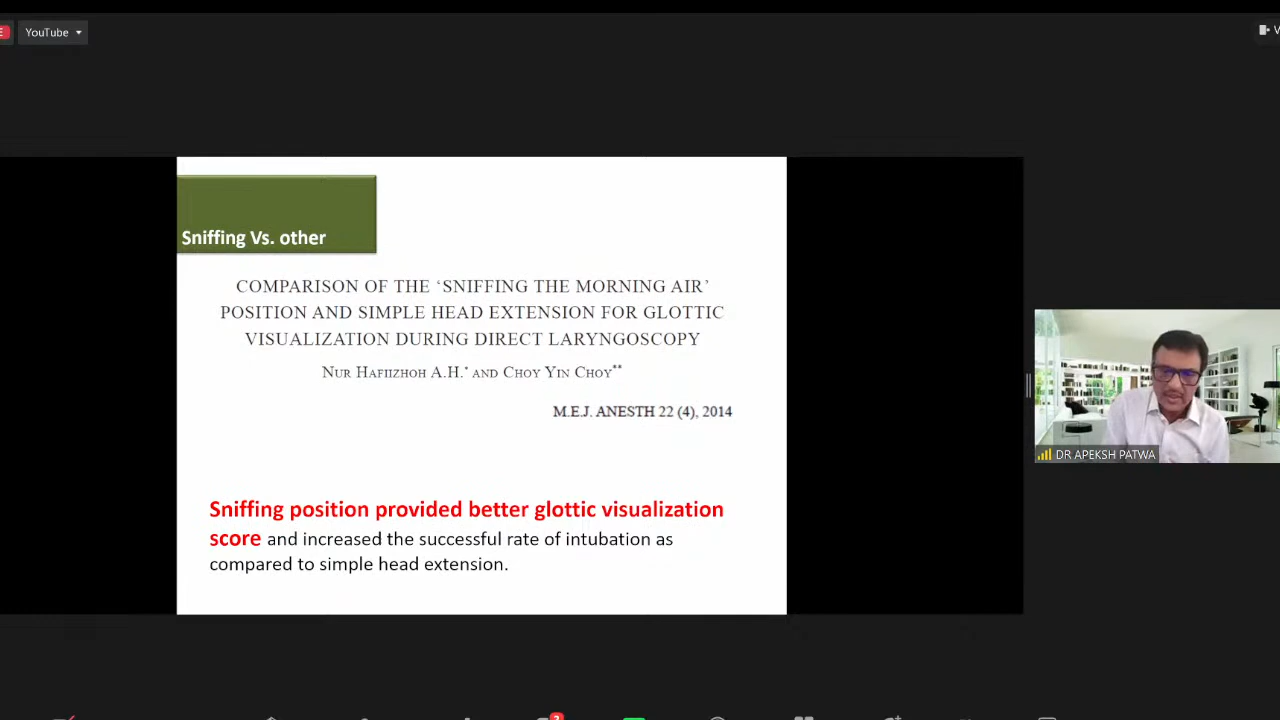 E
YouTube
V
Sniffing Vs. other
COMPARISON OF THE ‘SNIFFING THE MORNING AIR’
POSITION AND SIMPLE HEAD EXTENSION FOR GLOTTIC
VISUALIZATION DURING DIRECT LARYNGOSCOPY
NUR HAFIIZHOH A.H.* AND CHOY YIN CHOY**
M.E.J. ANESTH 22 (4), 2014
Sniffing position provided better glottic visualization
score and increased the successful rate of intubation as
compared to simple head extension.
DR APEKSH PATWA